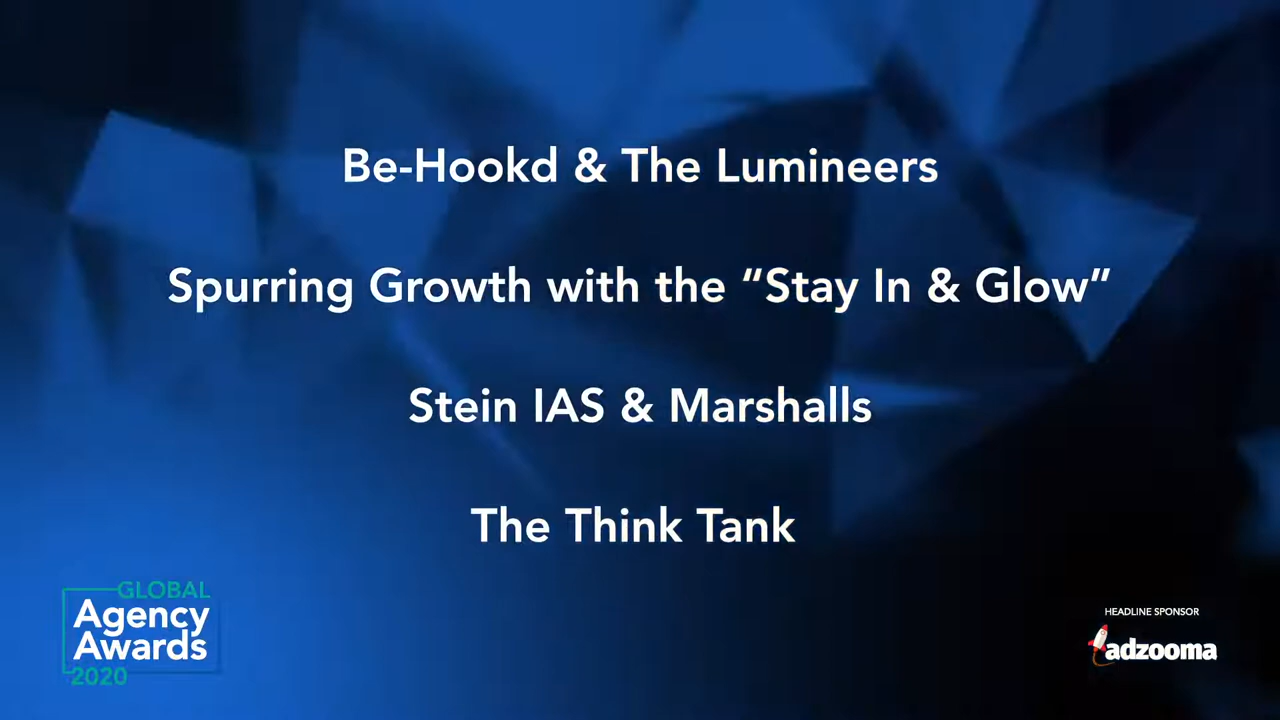 Be-Hookd & The Lumineers
Spurring Growth with the “Stay In & Glow”
Stein IAS & Marshalls
The Think Tank
GLOBAL
Agency
Awards
2020
HEADLINE SPONSOR
adzooma